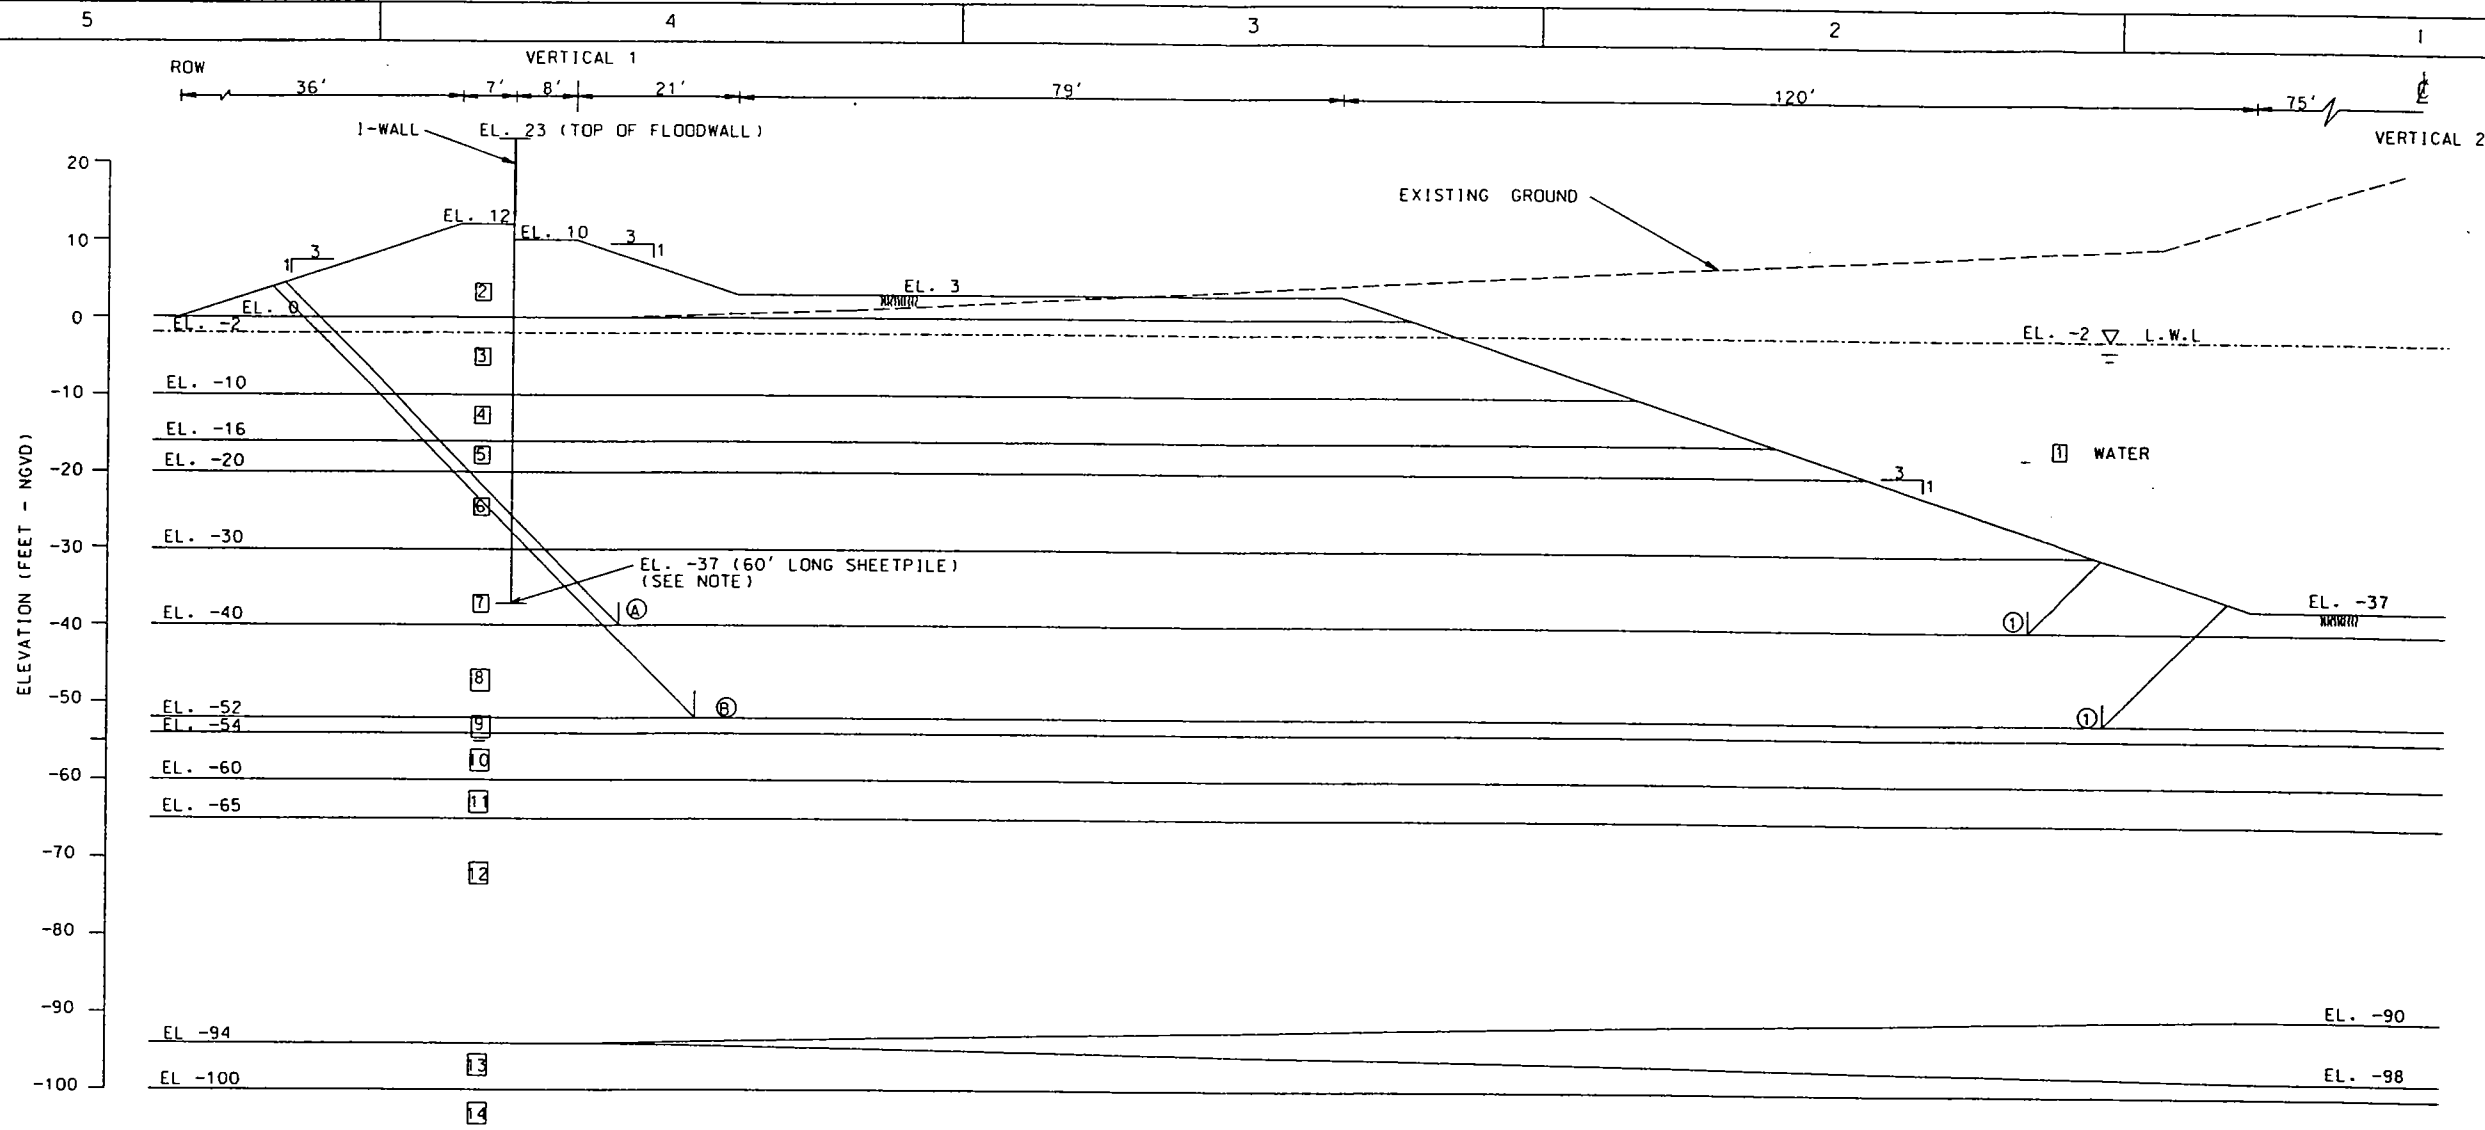 5 4 3 2 1
ROW VERTICAL 1
36' 7' 8' 21' 79' 120' 75' ℄
VERTICAL 2
I-WALL EL. 23 (TOP OF FLOODWALL)
20
EXISTING GROUND
EL. 12
10 EL. 10 3 1
3 1
2 EL. 3
0 EL. 0
EL. -2 EL. -2 L.W.L
3
-10 EL. -10
4
EL. -16
5 1 WATER
-20 EL. -20 3 1
6
-30 EL. -30
EL. -37 (60' LONG SHEETPILE)
(SEE NOTE)
7 A EL. -37
-40 EL. -40 1
8
-50 EL. -52 B 1
EL. -54 9
10
-60 EL. -60
EL. -65 11
-70
12
-80
-90 EL. -90
EL -94
13
-100 EL -100 EL. -98
14
ELEVATION (FEET - NGVD)